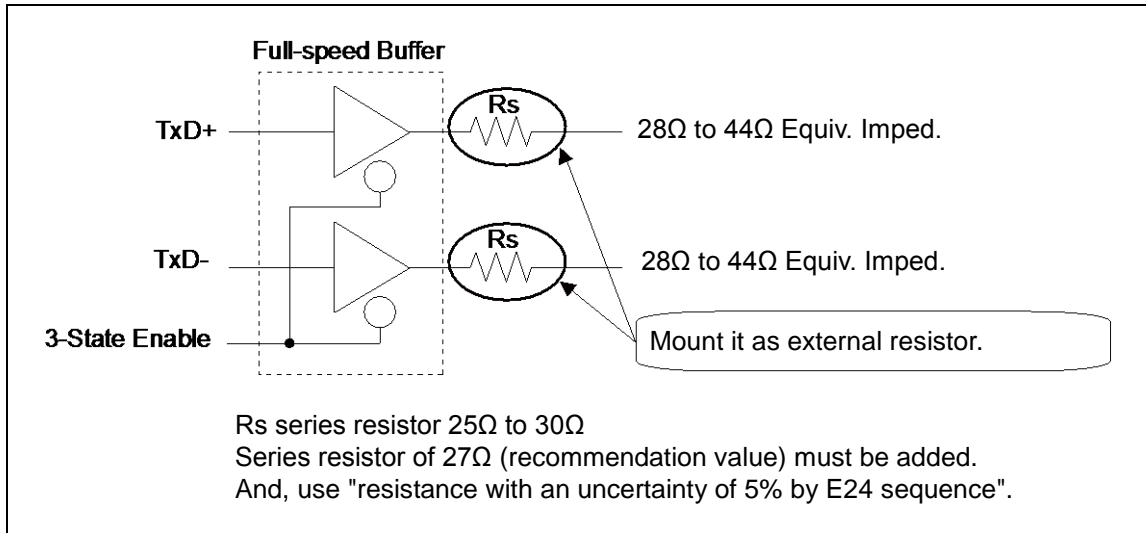 Full-speed Buffer
TxD+
Rs
28Ω to 44Ω Equiv. Imped.
TxD-
Rs
28Ω to 44Ω Equiv. Imped.
3-State Enable
Mount it as external resistor.
Rs series resistor 25Ω to 30Ω
Series resistor of 27Ω (recommendation value) must be added.
And, use "resistance with an uncertainty of 5% by E24 sequence".